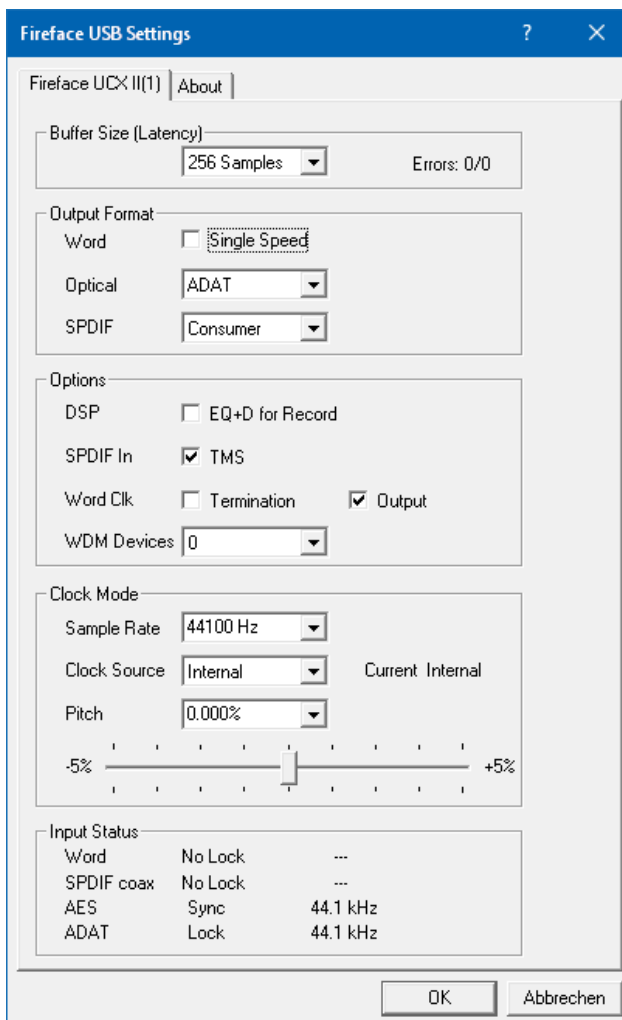 Fireface USB Settings ? ×
Fireface UCX II(1) About
Buffer Size (Latency)
256 Samples Errors: 0/0
Output Format
Word Single Speed
Optical ADAT
SPDIF Consumer
Options
DSP EQ+D for Record
SPDIF In TMS
Word Clk Termination Output
WDM Devices 0
Clock Mode
Sample Rate 44100 Hz
Clock Source Internal Current Internal
Pitch 0.000%
-5% +5%
Input Status
Word No Lock ---
SPDIF coax No Lock ---
AES Sync 44.1 kHz
ADAT Lock 44.1 kHz
OK Abbrechen